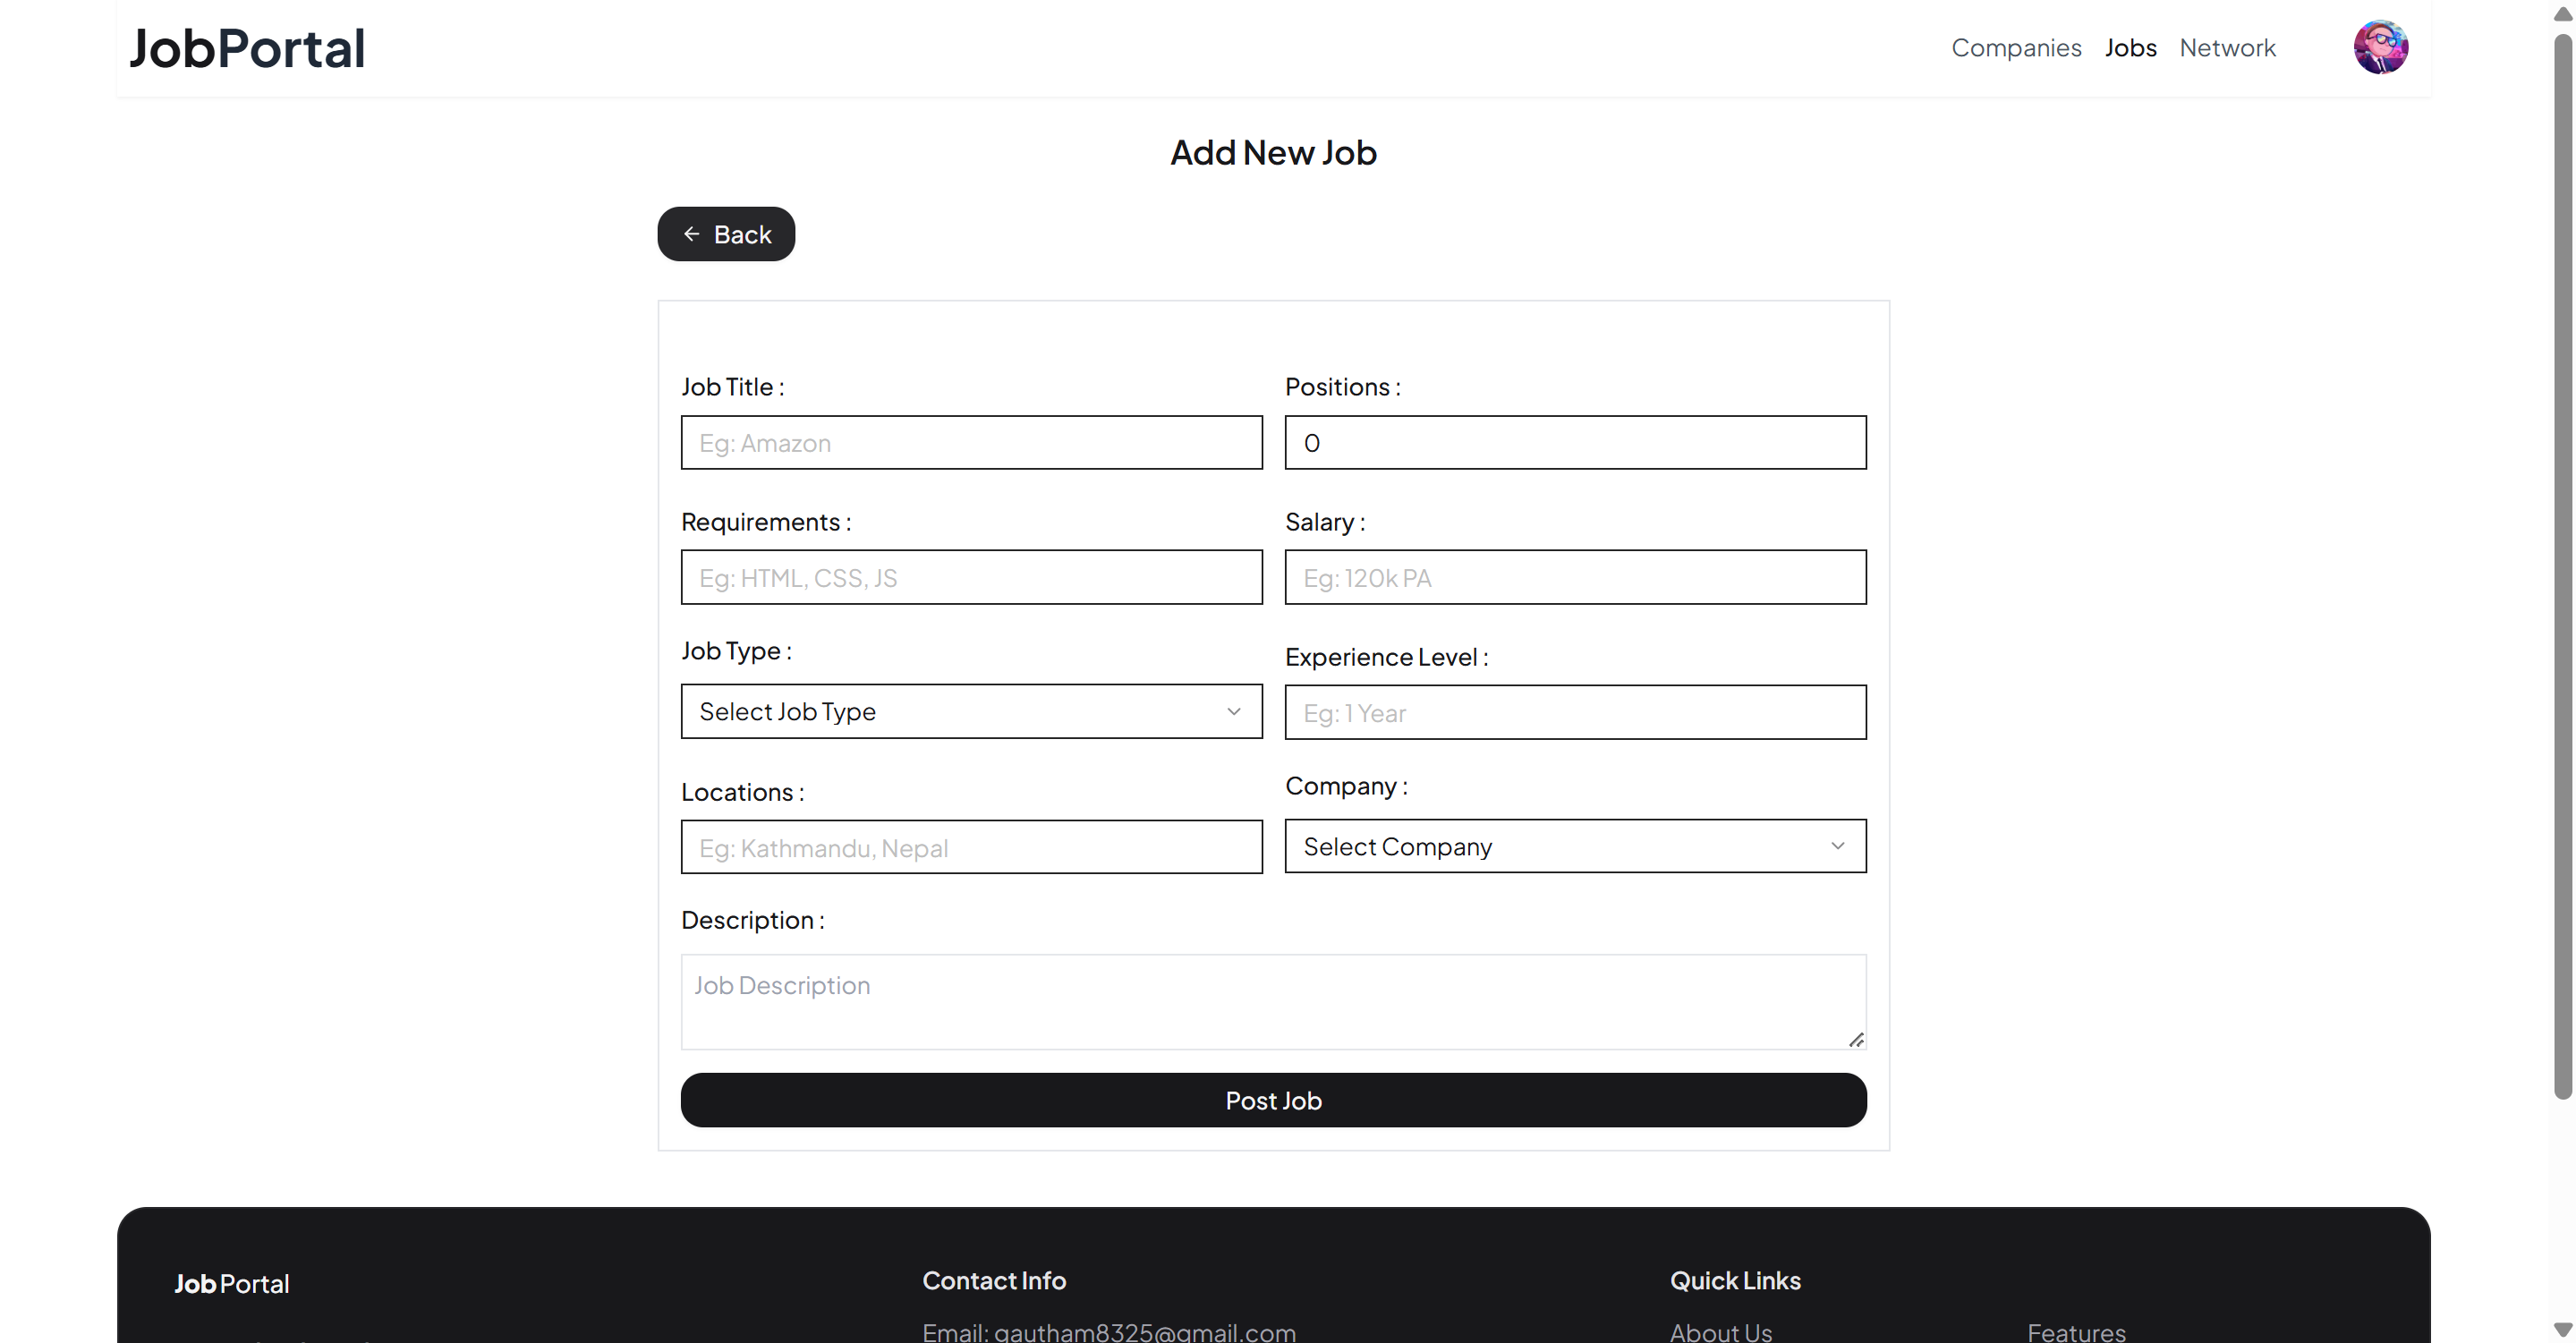 JobPortal
Companies Jobs Network
Add New Job
Back
Job Title :
Positions :
Eg: Amazon
0
Requirements :
Salary :
Eg: HTML, CSS, JS
Eg: 120k PA
Job Type :
Experience Level :
Select Job Type
Eg: 1 Year
Locations :
Company :
Eg: Kathmandu, Nepal
Select Company
Description :
Job Description
Post Job
JobPortal
Contact Info
Quick Links
Email: gautham8325@gmail.com
About Us
Features